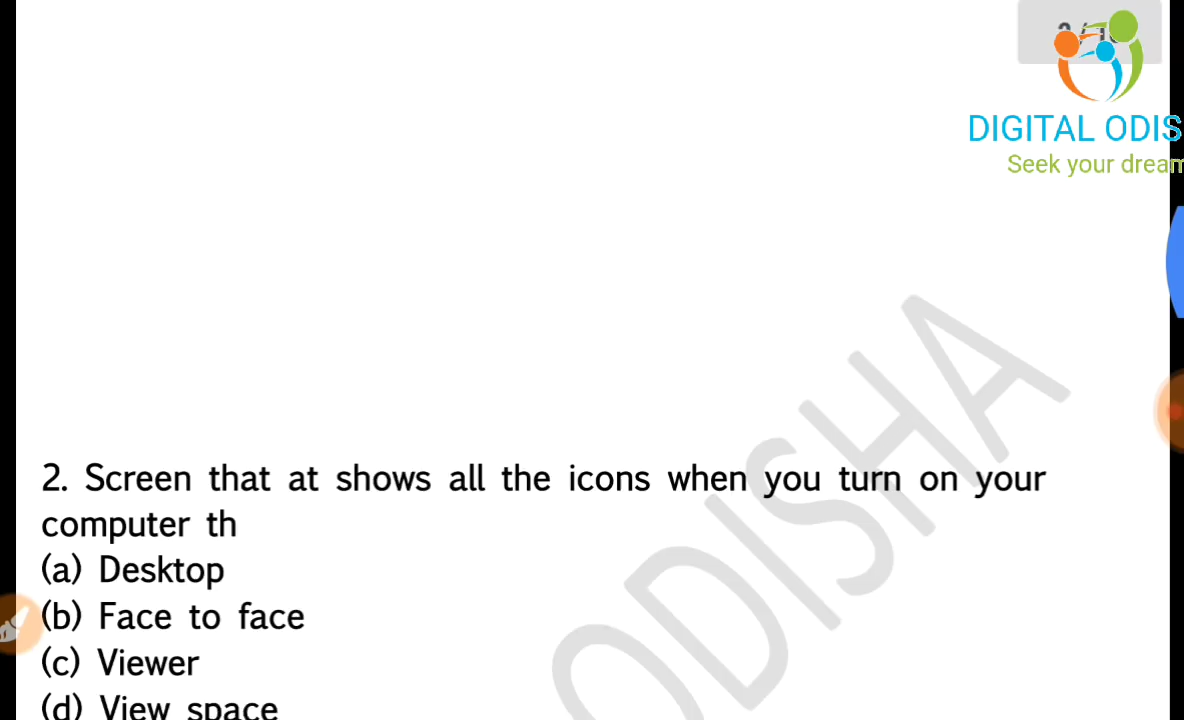 DIGITAL ODIS
Seek your dream
2. Screen that at shows all the icons when you turn on your
computer th
(a) Desktop
(b) Face to face
(c) Viewer
(d) View space
ODISHA